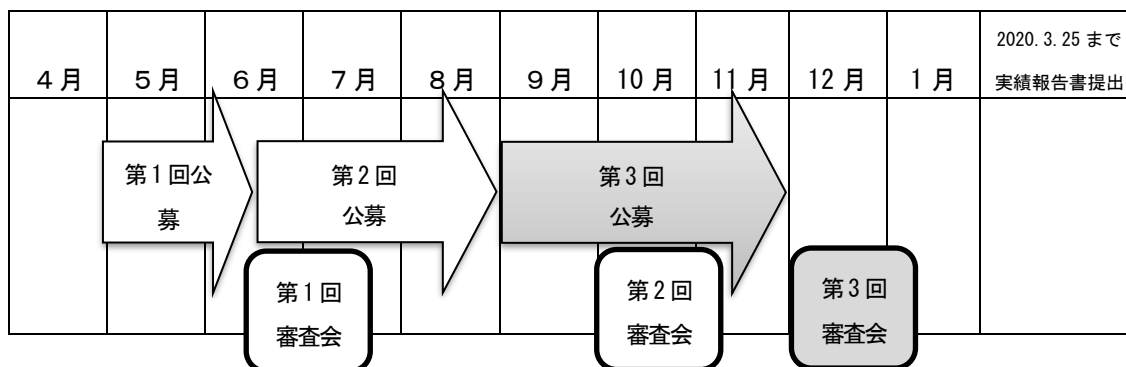 4月 5月 6月 7月 8月 9月 10月 11月 12月 1月
2020.3.25 まで
実績報告書提出
第1回公
募
第2回
公募
第3回
公募
第1回
審査会
第2回
審査会
第3回
審査会